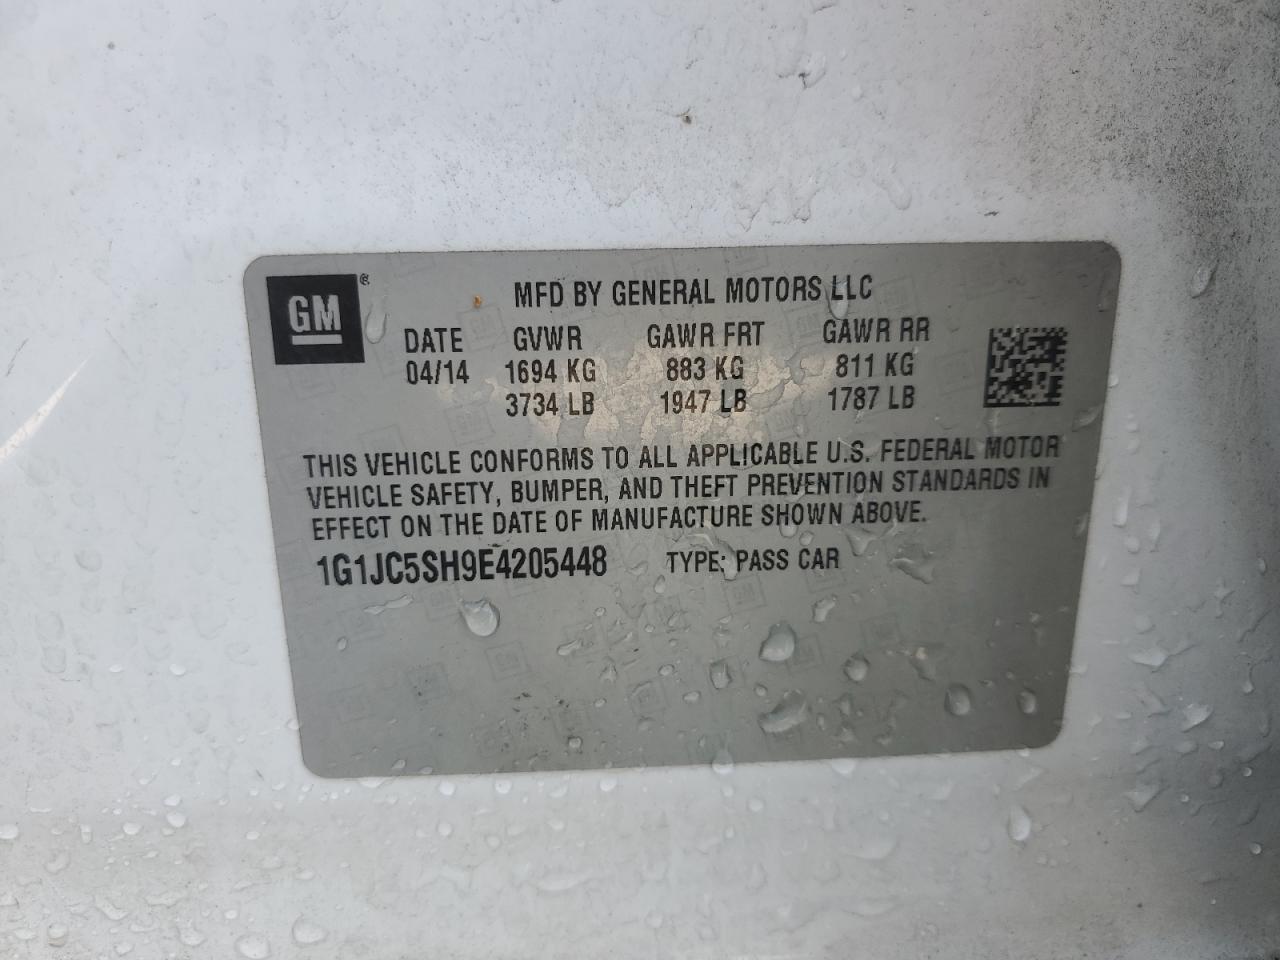 GM®
MFD BY GENERAL MOTORS LLC
DATE GVWR GAWR FRT GAWR RR
04/14 1694 KG 883 KG 811 KG
3734 LB 1947 LB 1787 LB
THIS VEHICLE CONFORMS TO ALL APPLICABLE U.S. FEDERAL MOTOR
VEHICLE SAFETY, BUMPER, AND THEFT PREVENTION STANDARDS IN
EFFECT ON THE DATE OF MANUFACTURE SHOWN ABOVE.
1G1JC5SH9E4205448 TYPE: PASS CAR